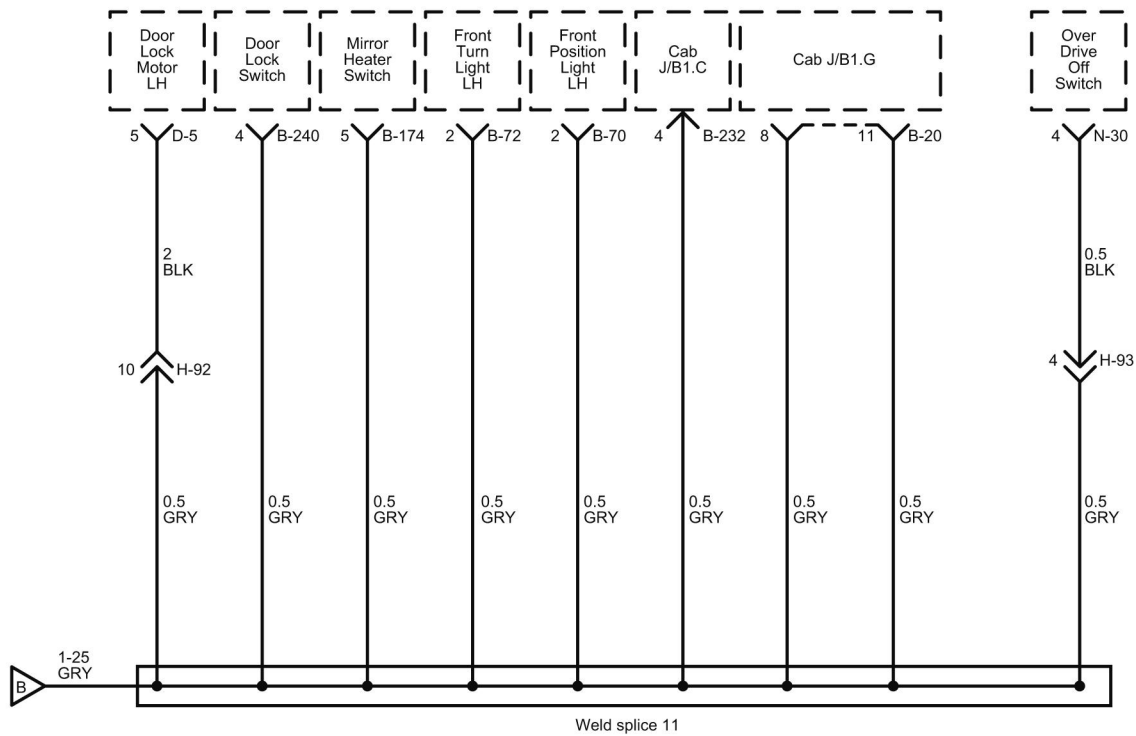 Door
Lock
Motor
LH
Door
Lock
Switch
Mirror
Heater
Switch
Front
Turn
Light
LH
Front
Position
Light
LH
Cab
J/B1.C
Cab J/B1.G
Over
Drive
Off
Switch
5 D-5
4 B-240
5 B-174
2 B-72
2 B-70
4 B-232
8
11 B-20
4 N-30
2
BLK
0.5
BLK
10 H-92
4 H-93
0.5
GRY
0.5
GRY
0.5
GRY
0.5
GRY
0.5
GRY
0.5
GRY
0.5
GRY
0.5
GRY
0.5
GRY
1-25
GRY
B
Weld splice 11